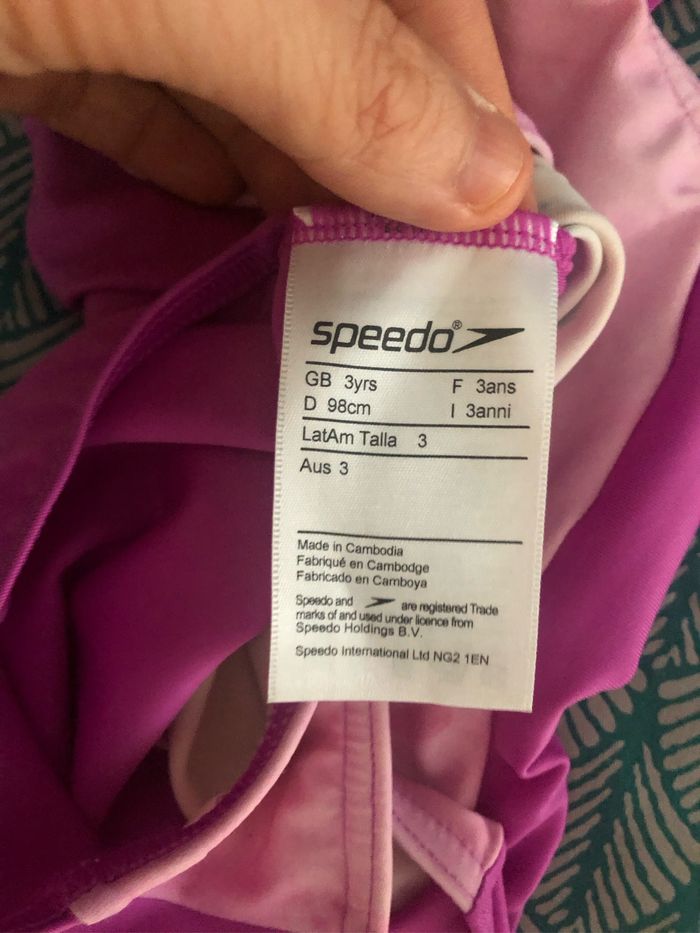 speedo®
GB 3yrs F 3ans
D 98cm I 3anni
LatAm Talla 3
Aus 3
Made in Cambodia
Fabriqué en Cambodge
Fabricado en Camboya
Speedo and are registered Trade
marks of and used under licence from
Speedo Holdings B.V.
Speedo International Ltd NG2 1EN